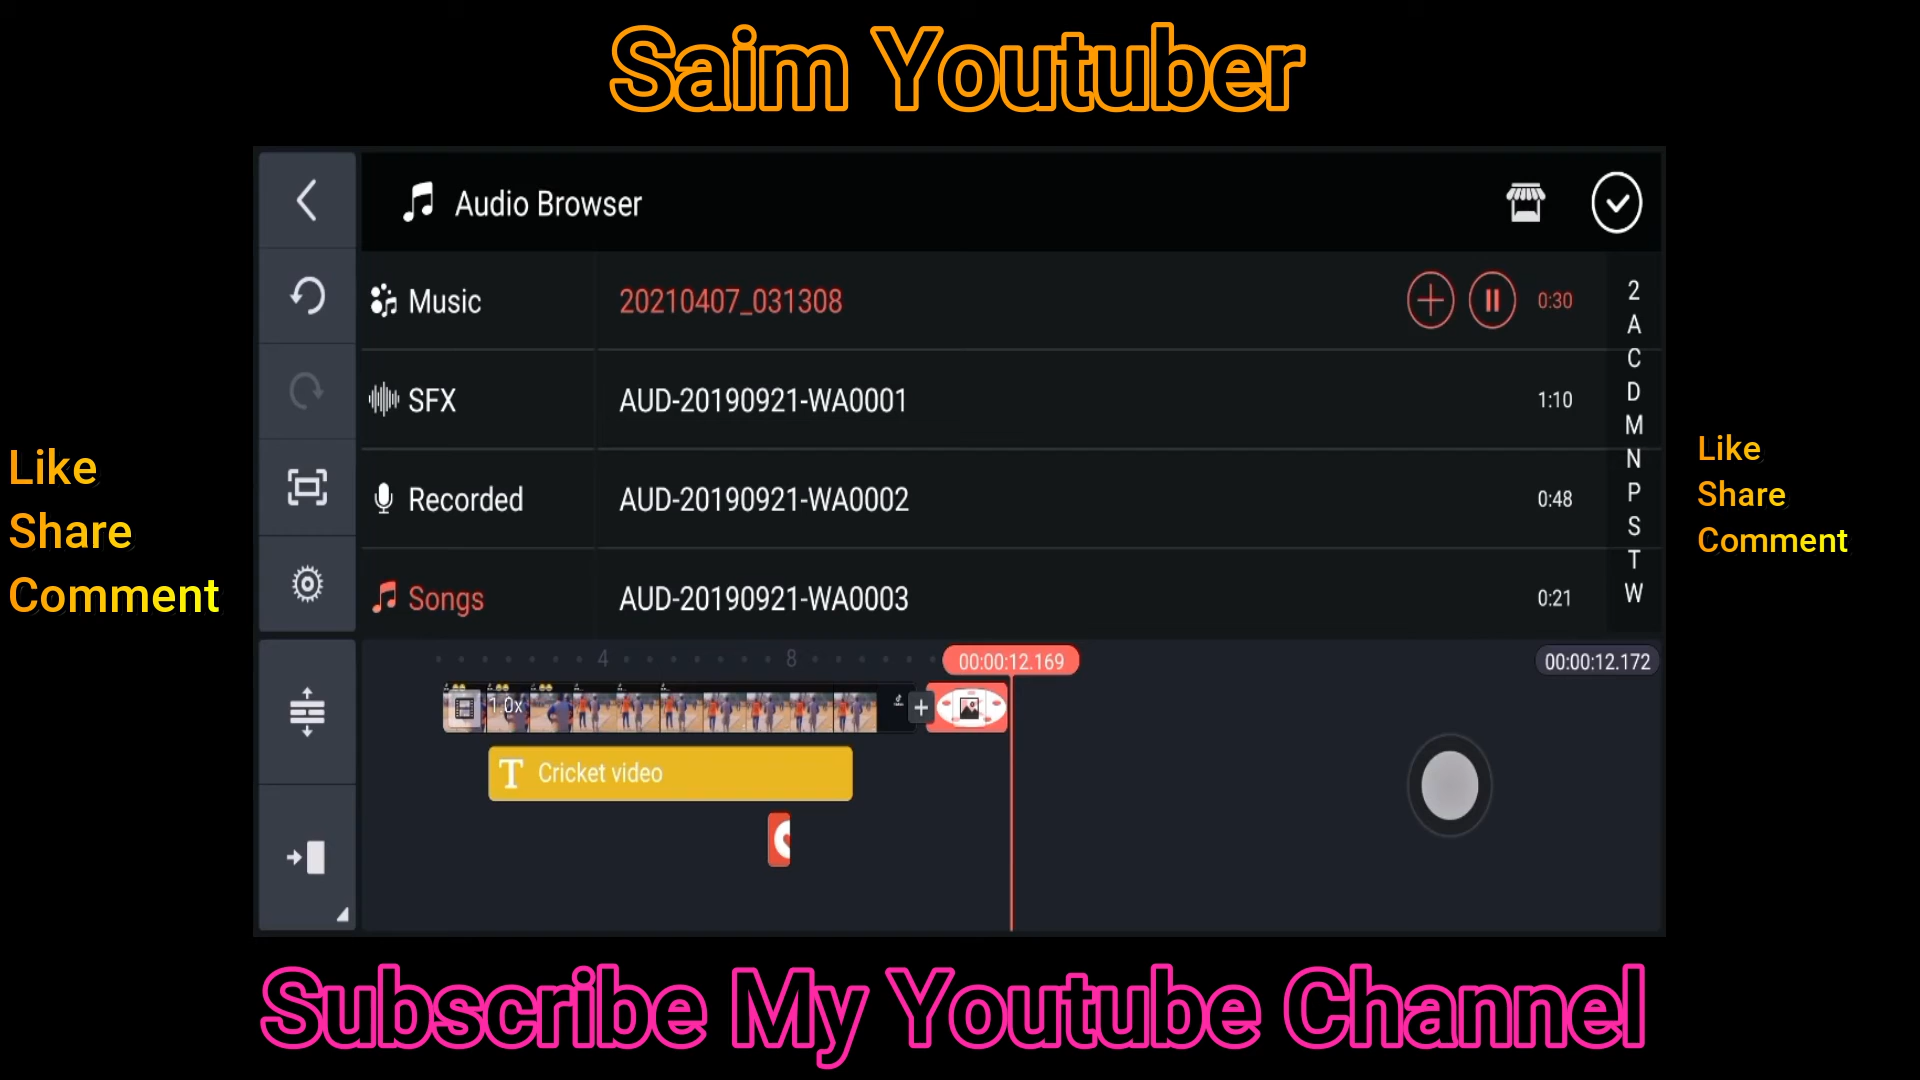 Saim Youtuber
Audio Browser
Music
20210407_031308
0:30
SFX
AUD-20190921-WA0001
1:10
Recorded
AUD-20190921-WA0002
0:48
Songs
AUD-20190921-WA0003
0:21
2
A
C
D
M
N
P
S
T
W
Like
Share
Comment
Like
Share
Comment
4
8
00:00:12.169
00:00:12.172
1.0x
T Cricket video
Subscribe My Youtube Channel